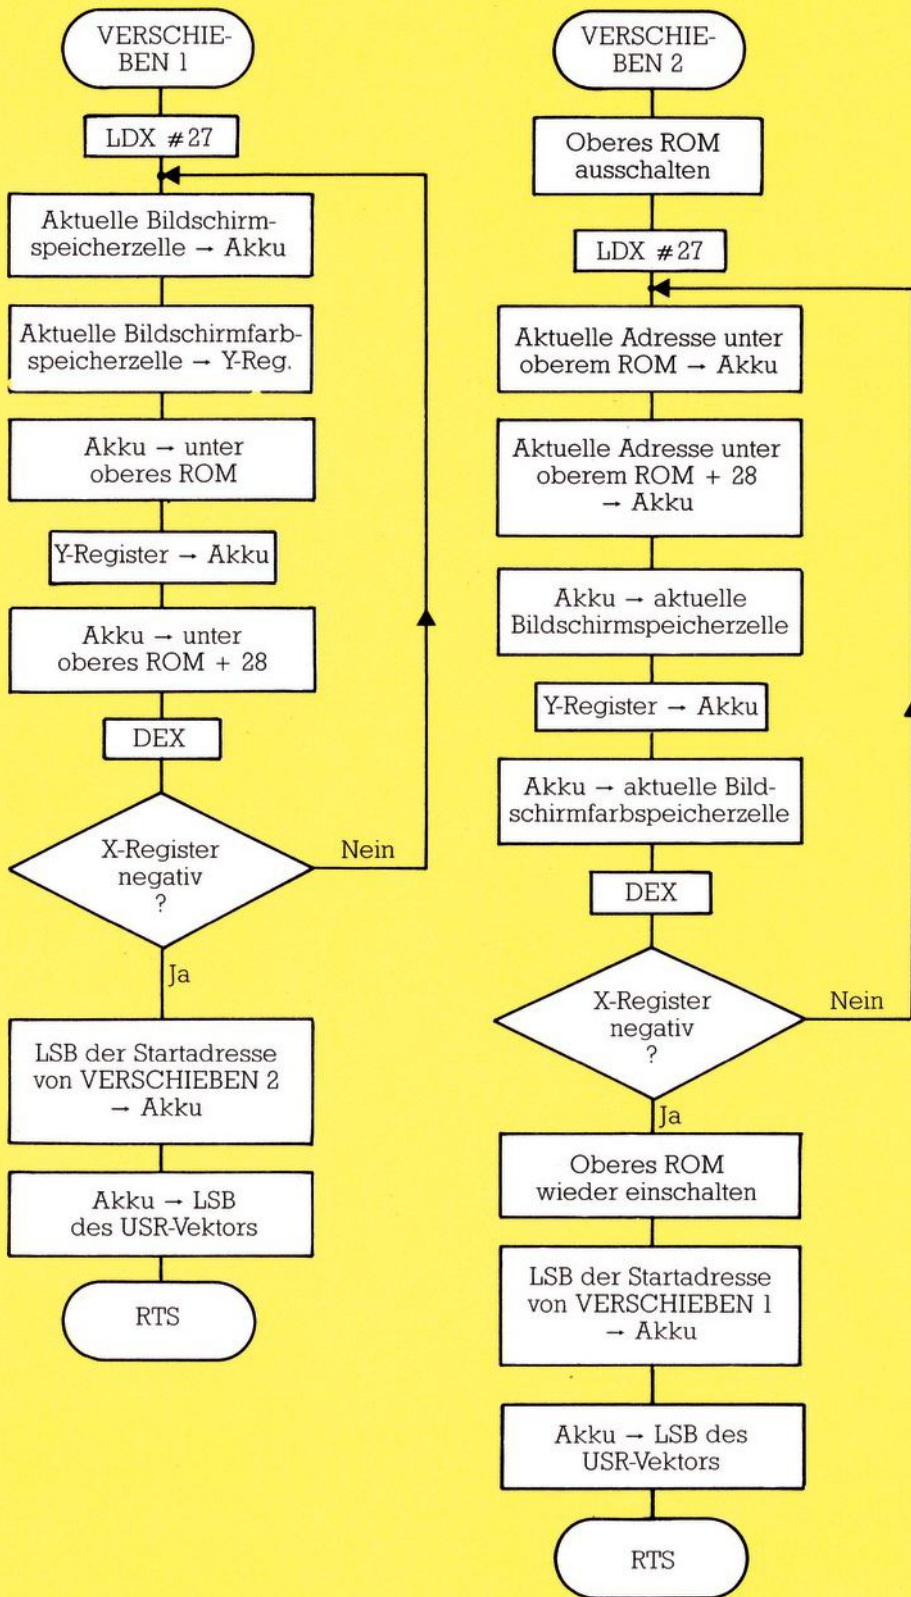 VERSCHIE-
BEN 1
LDX #27
Aktuelle Bildschirm-
speicherzelle → Akku
Aktuelle Bildschirmfarb-
speicherzelle → Y-Reg.
Akku → unter
oberes ROM
Y-Register → Akku
Akku → unter
oberes ROM + 28
DEX
X-Register
negativ
?
Nein
Ja
LSB der Startadresse
von VERSCHIEBEN 2
→ Akku
Akku → LSB
des USR-Vektors
RTS
VERSCHIE-
BEN 2
Oberes ROM
ausschalten
LDX #27
Aktuelle Adresse unter
oberem ROM → Akku
Aktuelle Adresse unter
oberem ROM + 28
→ Akku
Akku → aktuelle
Bildschirmspeicherzelle
Y-Register → Akku
Akku → aktuelle Bild-
schirmfarbspeicherzelle
DEX
X-Register
negativ
?
Nein
Ja
Oberes ROM
wieder einschalten
LSB der Startadresse
von VERSCHIEBEN 1
→ Akku
Akku → LSB des
USR-Vektors
RTS